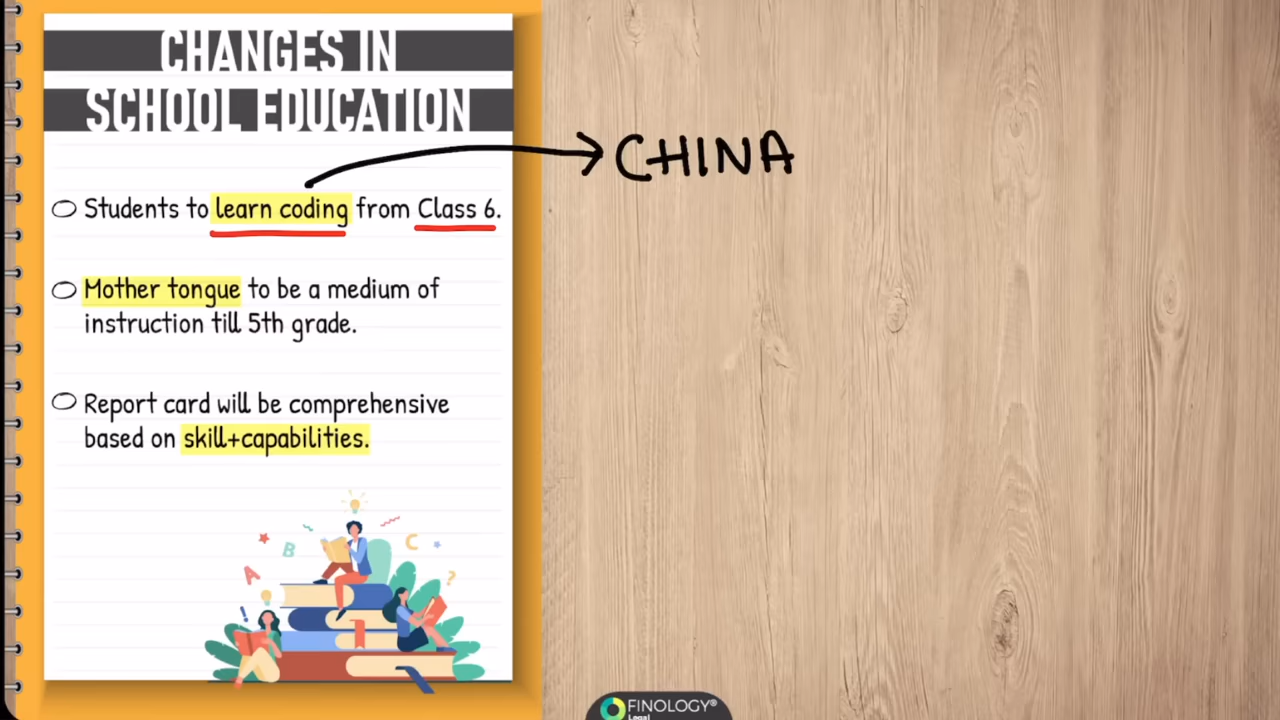 CHANGES IN
SCHOOL EDUCATION
CHINA
Students to learn coding from Class 6.
Mother tongue to be a medium of
instruction till 5th grade.
Report card will be comprehensive
based on skill+capabilities.
B
C
A
?
!
FINOLOGY®
Legal